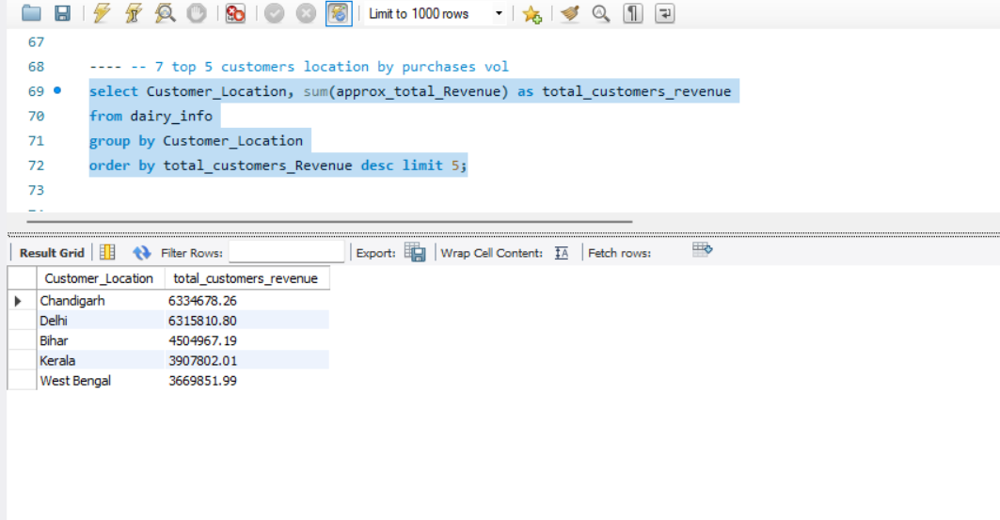 Limit to 1000 rows
67
68 ---- -- 7 top 5 customers location by purchases vol
69 select Customer_Location, sum(approx_total_Revenue) as total_customers_revenue
70 from dairy_info
71 group by Customer_Location
72 order by total_customers_Revenue desc limit 5;
73
Result Grid Filter Rows: Export: Wrap Cell Content: IA Fetch rows:
Customer_Location total_customers_revenue
Chandigarh 6334678.26
Delhi 6315810.80
Bihar 4504967.19
Kerala 3907802.01
West Bengal 3669851.99